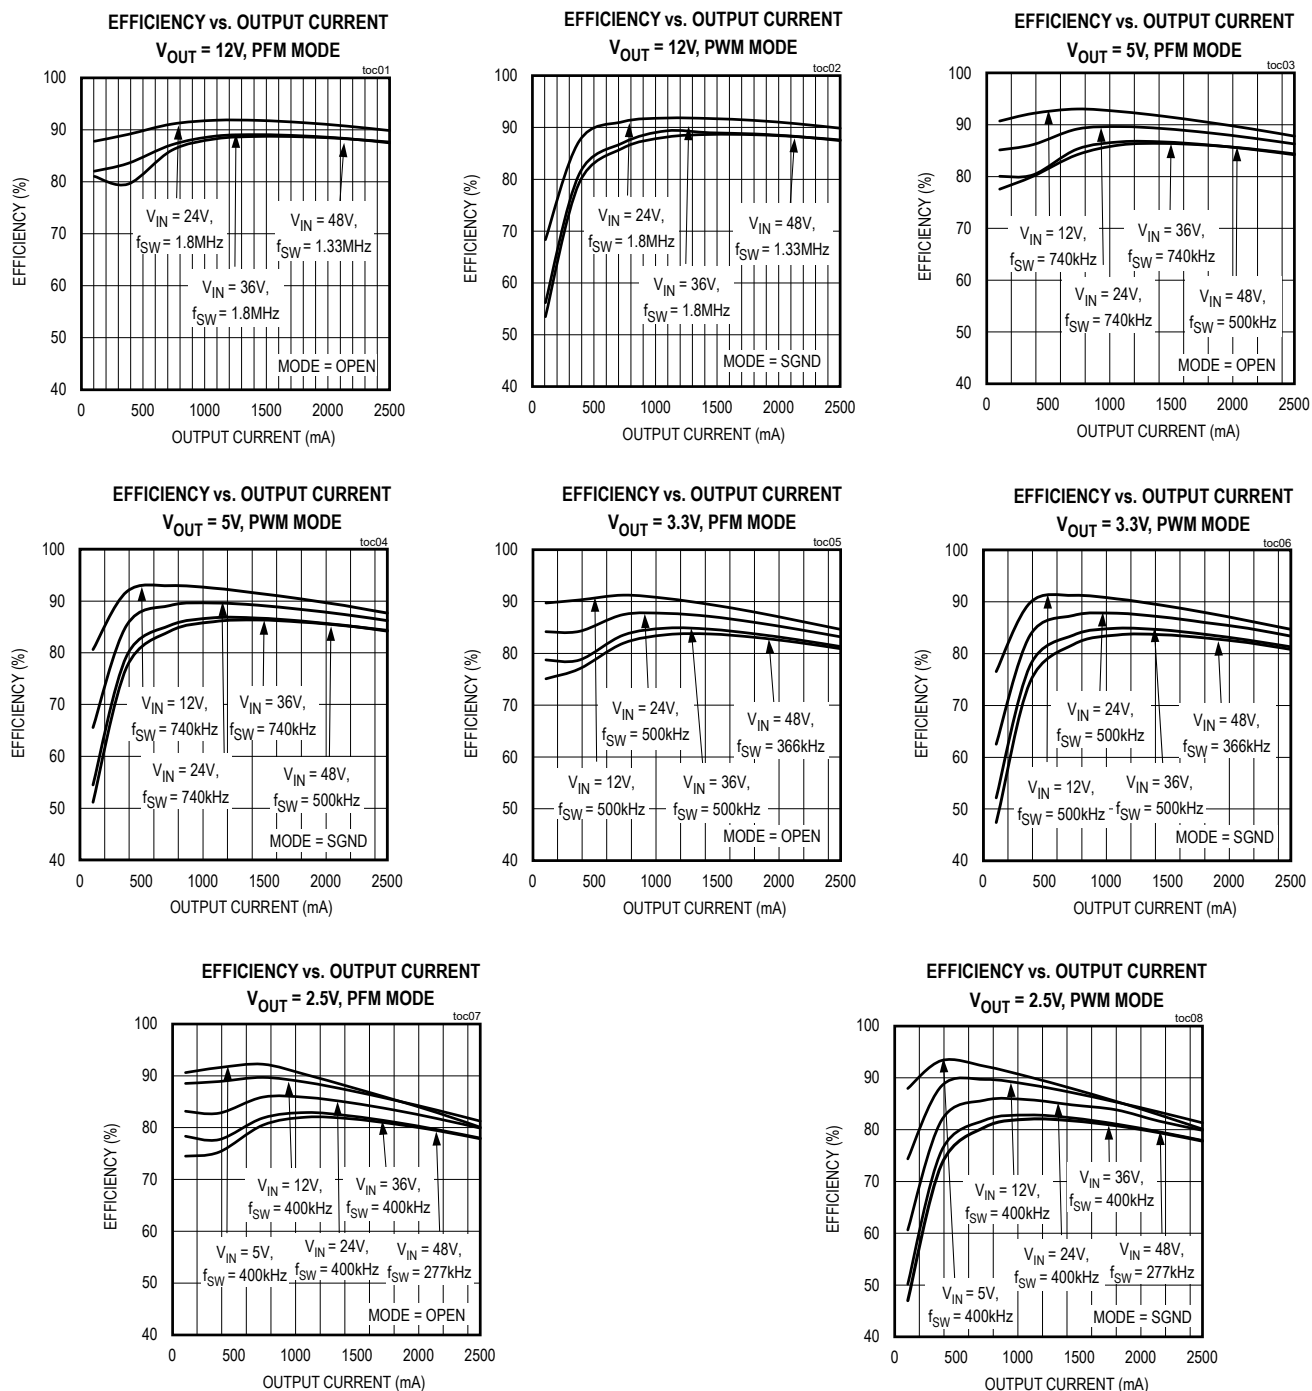 EFFICIENCY vs. OUTPUT CURRENT
VOUT = 12V, PFM MODE
toc01
100
90
80
70
60
50
40
EFFICIENCY (%)
VIN = 24V,
fSW = 1.8MHz
VIN = 48V,
fSW = 1.33MHz
VIN = 36V,
fSW = 1.8MHz
MODE = OPEN
0 500 1000 1500 2000 2500
OUTPUT CURRENT (mA)
EFFICIENCY vs. OUTPUT CURRENT
VOUT = 12V, PWM MODE
toc02
100
90
80
70
60
50
40
EFFICIENCY (%)
VIN = 24V,
fSW = 1.8MHz
VIN = 48V,
fSW = 1.33MHz
VIN = 36V,
fSW = 1.8MHz
MODE = SGND
0 500 1000 1500 2000 2500
OUTPUT CURRENT (mA)
EFFICIENCY vs. OUTPUT CURRENT
VOUT = 5V, PFM MODE
toc03
100
90
80
70
60
50
40
EFFICIENCY (%)
VIN = 12V,
fSW = 740kHz
VIN = 36V,
fSW = 740kHz
VIN = 24V,
fSW = 740kHz
VIN = 48V,
fSW = 500kHz
MODE = OPEN
0 500 1000 1500 2000 2500
OUTPUT CURRENT (mA)
EFFICIENCY vs. OUTPUT CURRENT
VOUT = 5V, PWM MODE
toc04
100
90
80
70
60
50
40
EFFICIENCY (%)
VIN = 12V,
fSW = 740kHz
VIN = 36V,
fSW = 740kHz
VIN = 24V,
fSW = 740kHz
VIN = 48V,
fSW = 500kHz
MODE = SGND
0 500 1000 1500 2000 2500
OUTPUT CURRENT (mA)
EFFICIENCY vs. OUTPUT CURRENT
VOUT = 3.3V, PFM MODE
toc05
100
90
80
70
60
50
40
EFFICIENCY (%)
VIN = 24V,
fSW = 500kHz
VIN = 48V,
fSW = 366kHz
VIN = 12V,
fSW = 500kHz
VIN = 36V,
fSW = 500kHz
MODE = OPEN
0 500 1000 1500 2000 2500
OUTPUT CURRENT (mA)
EFFICIENCY vs. OUTPUT CURRENT
VOUT = 3.3V, PWM MODE
toc06
100
90
80
70
60
50
40
EFFICIENCY (%)
VIN = 24V,
fSW = 500kHz
VIN = 48V,
fSW = 366kHz
VIN = 12V,
fSW = 500kHz
VIN = 36V,
fSW = 500kHz
MODE = SGND
0 500 1000 1500 2000 2500
OUTPUT CURRENT (mA)
EFFICIENCY vs. OUTPUT CURRENT
VOUT = 2.5V, PFM MODE
toc07
100
90
80
70
60
50
40
EFFICIENCY (%)
VIN = 12V,
fSW = 400kHz
VIN = 36V,
fSW = 400kHz
VIN = 5V,
fSW = 400kHz
VIN = 24V,
fSW = 400kHz
VIN = 48V,
fSW = 277kHz
MODE = OPEN
0 500 1000 1500 2000 2500
OUTPUT CURRENT (mA)
EFFICIENCY vs. OUTPUT CURRENT
VOUT = 2.5V, PWM MODE
toc08
100
90
80
70
60
50
40
EFFICIENCY (%)
VIN = 12V,
fSW = 400kHz
VIN = 36V,
fSW = 400kHz
VIN = 24V,
fSW = 400kHz
VIN = 48V,
fSW = 277kHz
VIN = 5V,
fSW = 400kHz
MODE = SGND
0 500 1000 1500 2000 2500
OUTPUT CURRENT (mA)